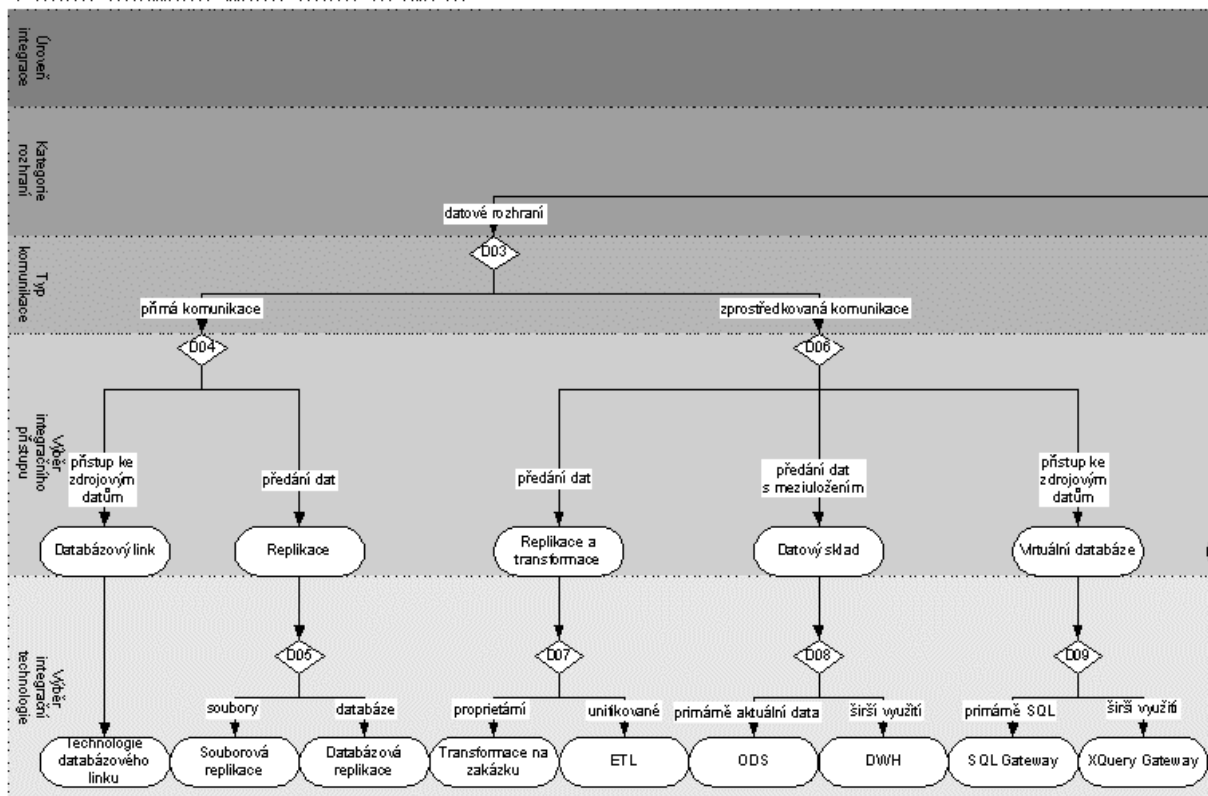 Úroveň
integrace
Kategorie
rozhraní
datové rozhraní
D03
Typ
komunikace
přímá komunikace
zprostředkovaná komunikace
D04
D06
Výběr
integračního
přístupu
přístup ke
zdrojovým
datům
předání dat
předání dat
předání dat
s meziuložením
přístup ke
zdrojovým
datům
Databázový link
Replikace
Replikace a
transformace
Datový sklad
Virtuální databáze
Výběr
integrační
technologie
D05
D07
D08
D09
soubory
databáze
proprietární
unifikované
primárně aktuální data
širší využití
primárně SQL
širší využití
Technologie
databázového
linku
Souborová
replikace
Databázová
replikace
Transformace na
zakázku
ETL
ODS
DWH
SQL Gateway
XQuery Gateway